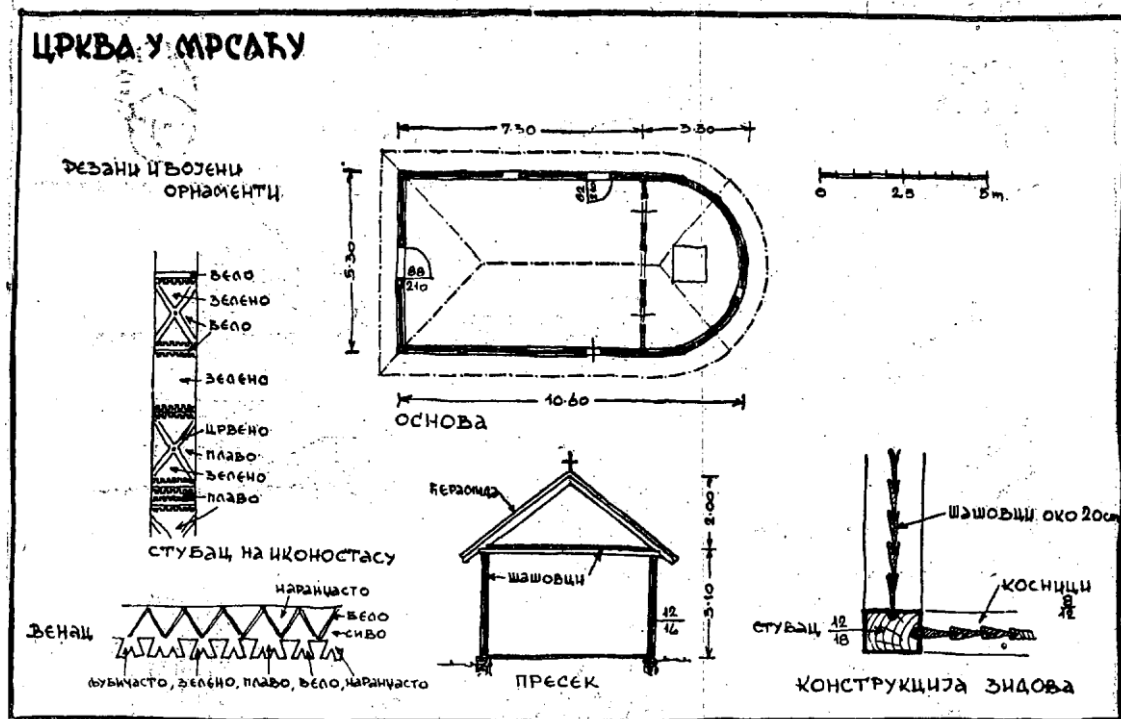 ЦРКВА У МРСАЋУ
РЕЗАНИ И БОЈЕНИ
ОРНАМЕНТИ
БЕЛО
ЗЕЛЕНО
БЕЛО
ЗЕЛЕНО
ЦРВЕНО
ПЛАВО
ЗЕЛЕНО
ПЛАВО
СТУБАЦ НА ИКОНОСТАСУ
7.30
3.30
5.30
62
210
88
210
10.60
ОСНОВА
0
2.5
5 m.
ВЕНАЦ
НАРАНЏАСТО
БЕЛО
СИВО
ЉУБИЧАСТО, ЗЕЛЕНО, ПЛАВО, БЕЛО, НАРАНЏАСТО
ЋЕРАМИДА
ШАШОВЦИ
2.00
3.10
12
16
ПРЕСЕК
ШАШОВЦИ ОКО 20cm
КОСНИЦИ
12
СТУБАЦ 12
18
КОНСТРУКЦИЈА ЗИДОВА